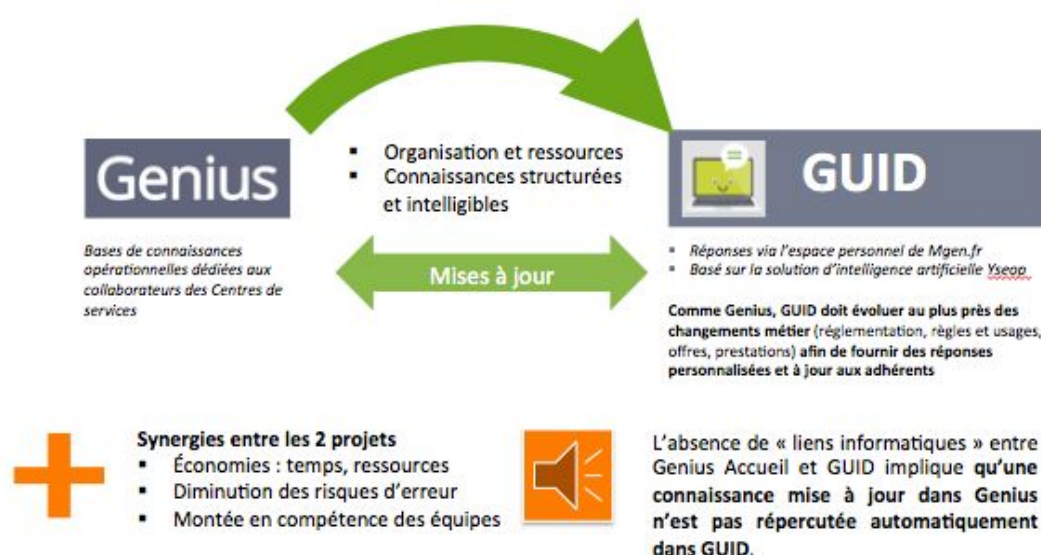 Genius
Bases de connaissances
opérationnelles dédiées aux
collaborateurs des Centres de
services
▪ Organisation et ressources
▪ Connaissances structurées
et intelligibles
Mises à jour
GUID
▪ Réponses via l'espace personnel de Mgen.fr
▪ Basé sur la solution d'intelligence artificielle Yseop
Comme Genius, GUID doit évoluer au plus près des
changements métier (réglementation, règles et usages,
offres, prestations) afin de fournir des réponses
personnalisées et à jour aux adhérents
Synergies entre les 2 projets
▪ Économies : temps, ressources
▪ Diminution des risques d'erreur
▪ Montée en compétence des équipes
L'absence de « liens informatiques » entre
Genius Accueil et GUID implique qu'une
connaissance mise à jour dans Genius
n'est pas répercutée automatiquement
dans GUID.